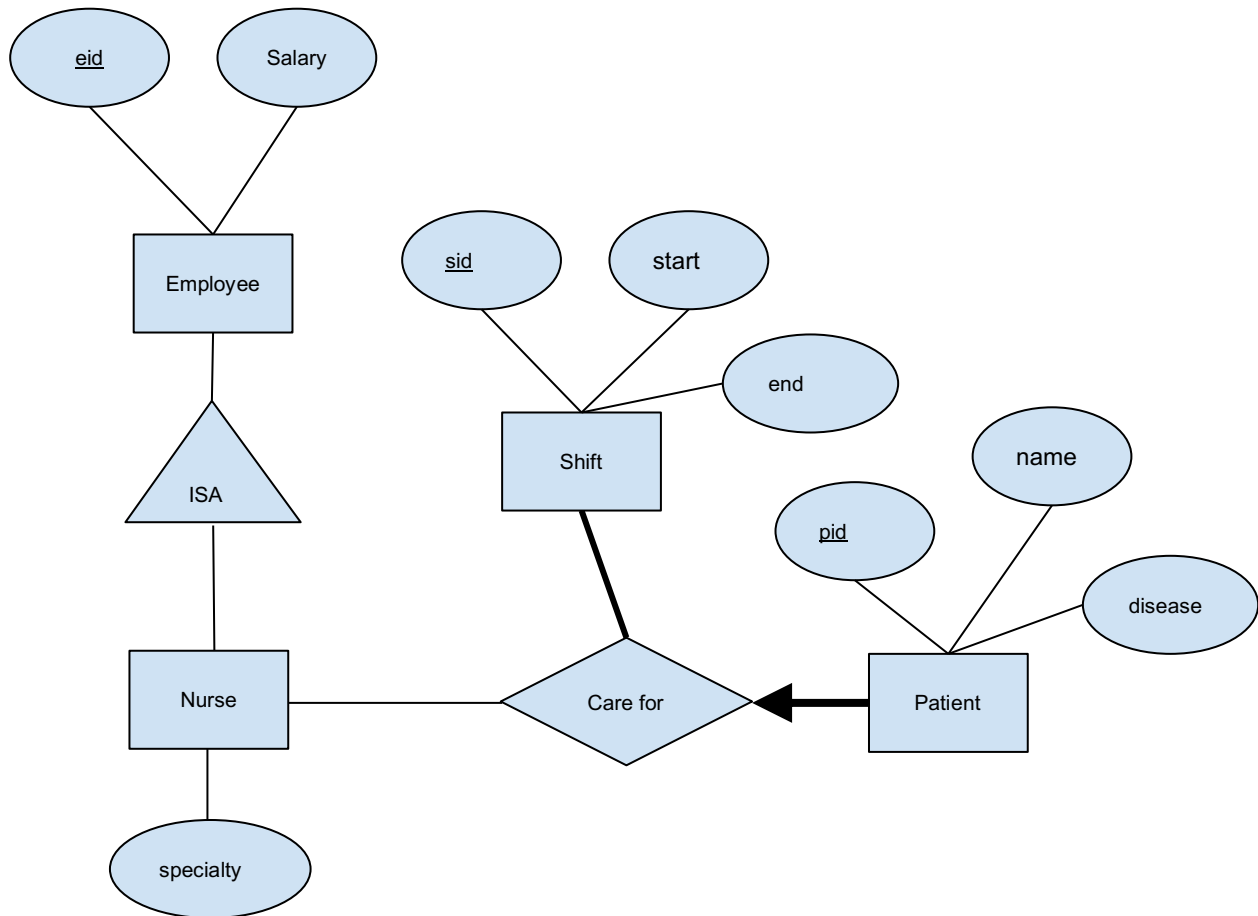 eid
Salary
Employee
sid
start
end
Shift
name
ISA
pid
disease
Nurse
Care for
Patient
specialty